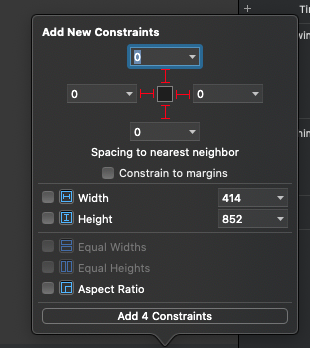 Add New Constraints
0
0 0
0
Spacing to nearest neighbor
Constrain to margins
Width 414
Height 852
Equal Widths
Equal Heights
Aspect Ratio
Add 4 Constraints